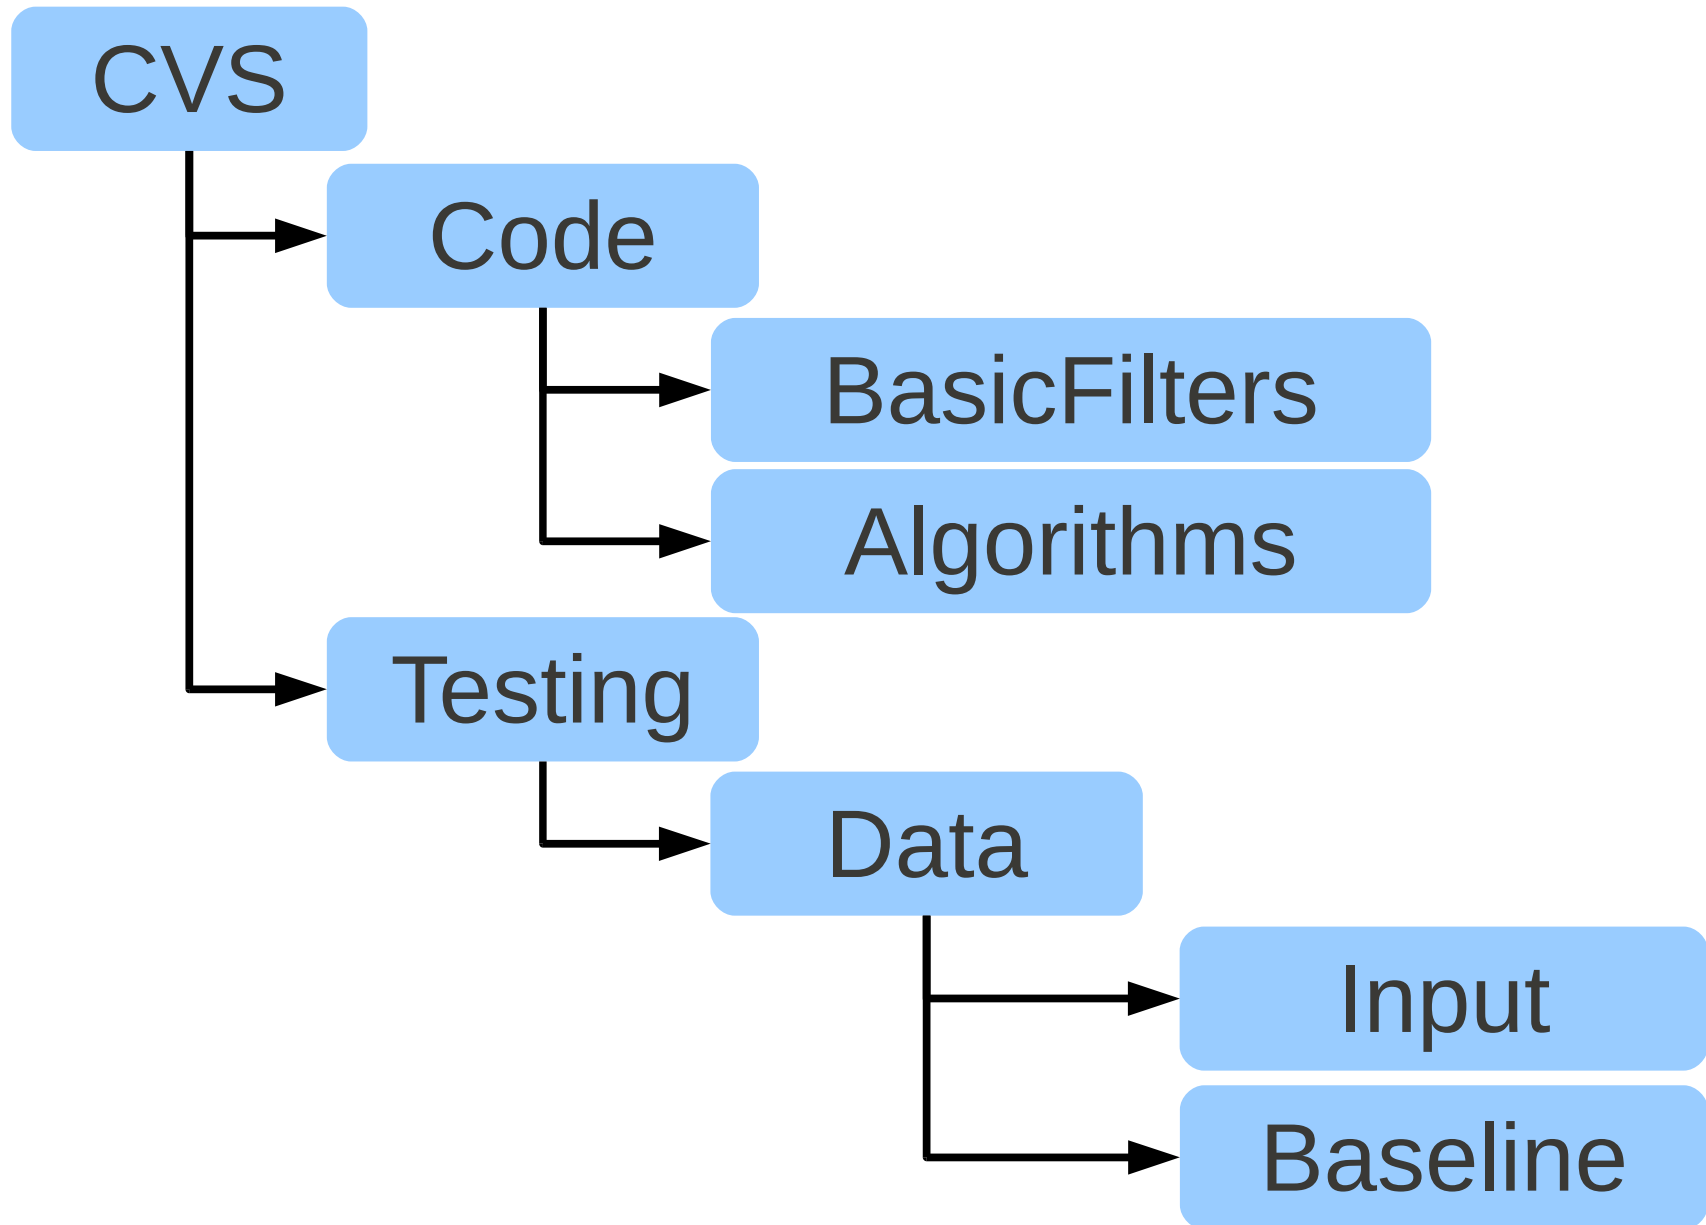 CVS
Code
BasicFilters
Algorithms
Testing
Data
Input
Baseline